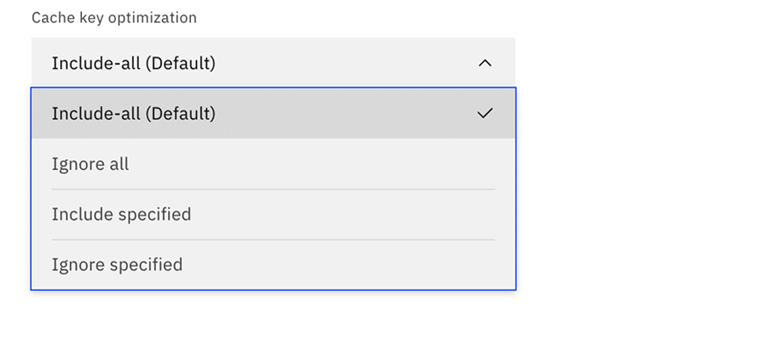 Cache key optimization
Include-all (Default)
Include-all (Default)
Ignore all
Include specified
Ignore specified